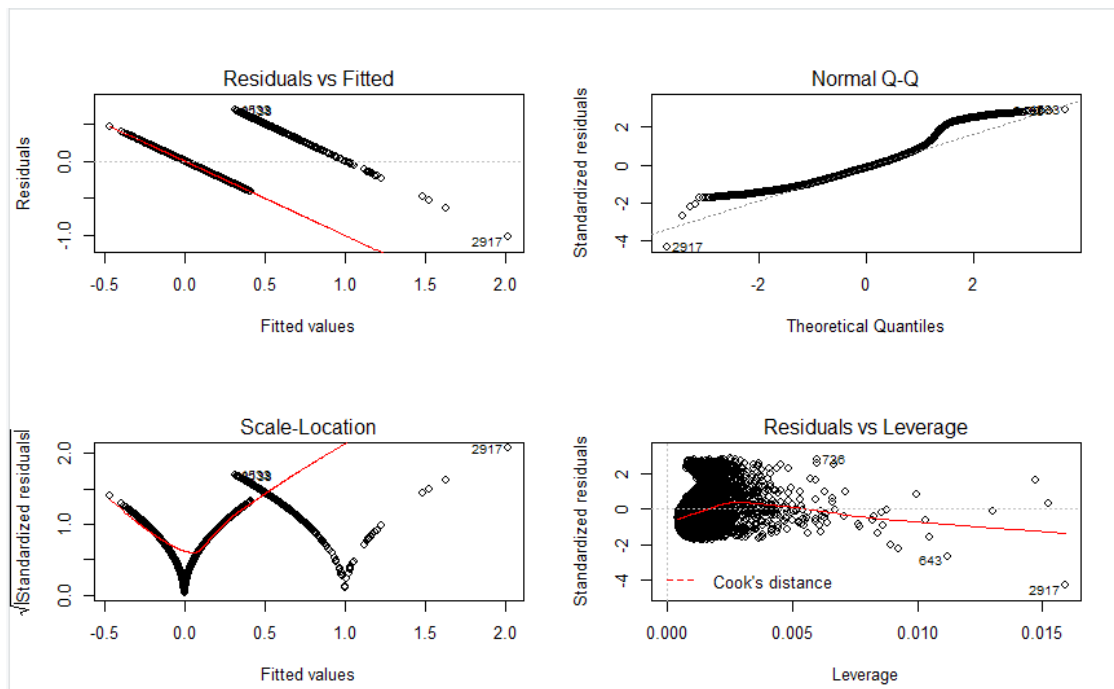 Residuals vs Fitted
Residuals
0.0
-1.0
2917
-0.5
0.0
0.5
1.0
1.5
2.0
Fitted values
Normal Q-Q
Standardized residuals
2
0
-2
-4
2917
-2
0
2
Theoretical Quantiles
Scale-Location
√|Standardized residuals|
2.0
1.0
0.0
2917
-0.5
0.0
0.5
1.0
1.5
2.0
Fitted values
Residuals vs Leverage
Standardized residuals
2
0
-2
-4
726
643
2917
Cook's distance
0.000
0.005
0.010
0.015
Leverage